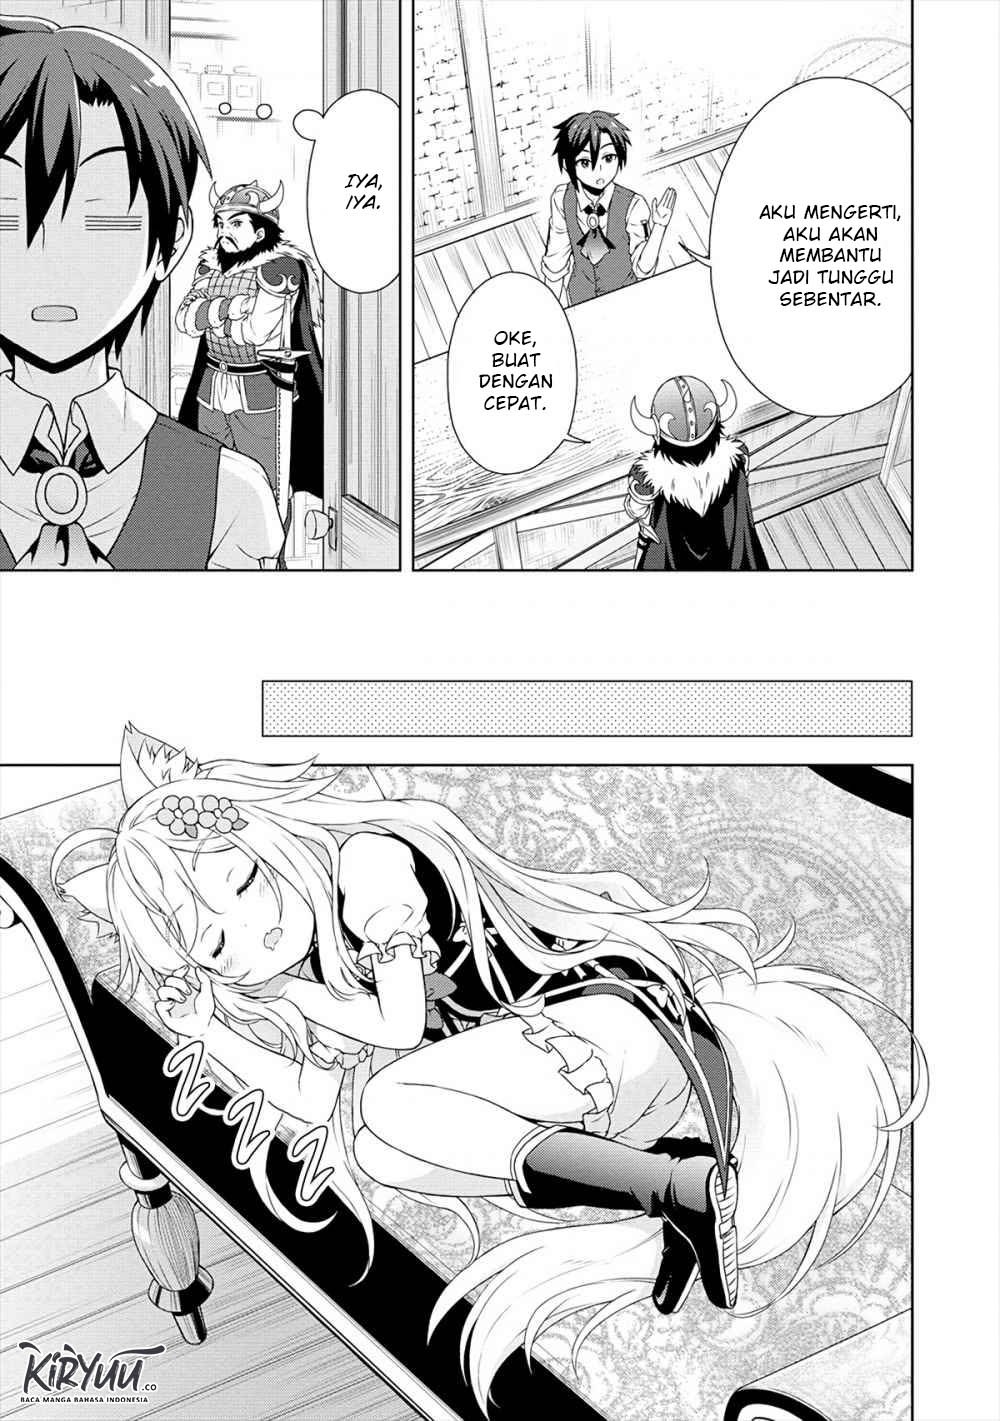 AKU MENGERTI,
AKU AKAN
MEMBANTU
JADI TUNGGU
SEBENTAR.
OKE,
BUAT
DENGAN
CEPAT.
IYA,
IYA.
ZZZ
KIRYUU.CO
BACA MANGA BAHASA INDONESIA